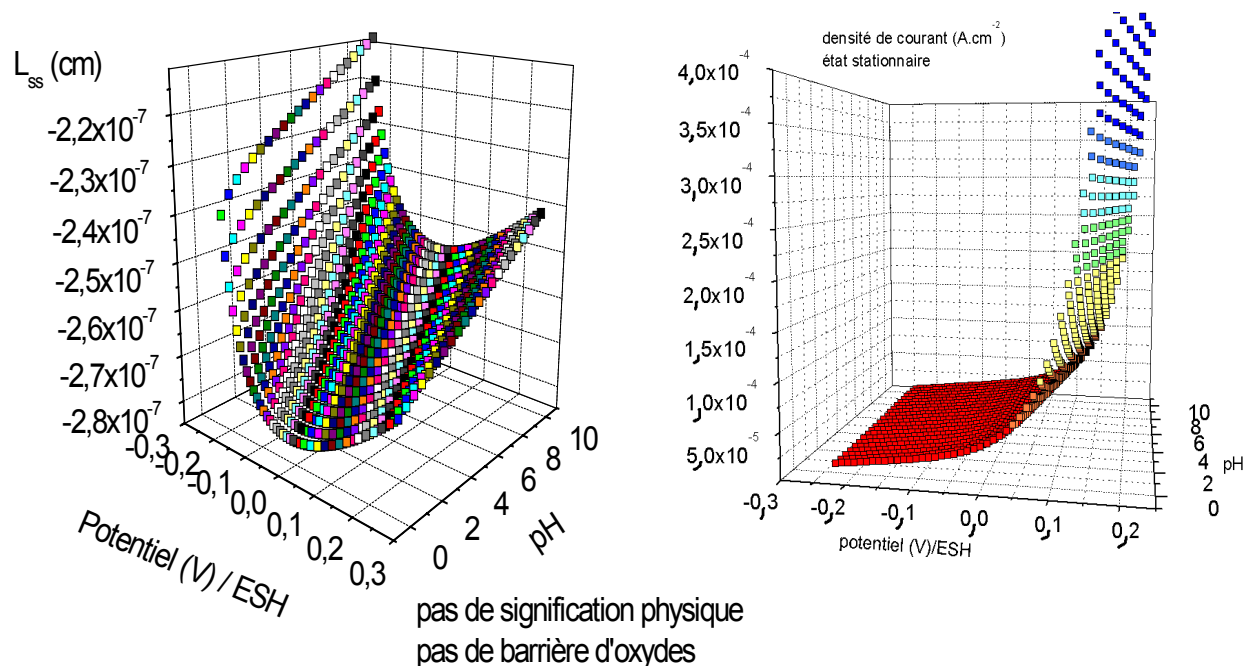 L_ss (cm)
-2,2x10^-7
-2,3x10^-7
-2,4x10^-7
-2,5x10^-7
-2,6x10^-7
-2,7x10^-7
-2,8x10^-7
-0,3
-0,2
-0,1
0,0
0,1
0,2
0,3
Potentiel (V) / ESH
0
2
4
6
8
10
pH
pas de signification physique
pas de barrière d'oxydes
densité de courant (A.cm^-2)
état stationnaire
4,0x10^-4
3,5x10^-4
3,0x10^-4
2,5x10^-4
2,0x10^-4
1,5x10^-4
1,0x10^-4
5,0x10^-5
-0,3
-0,2
-0,1
0,0
0,1
0,2
potentiel (V)/ESH
10
8
6
4
2
0
pH